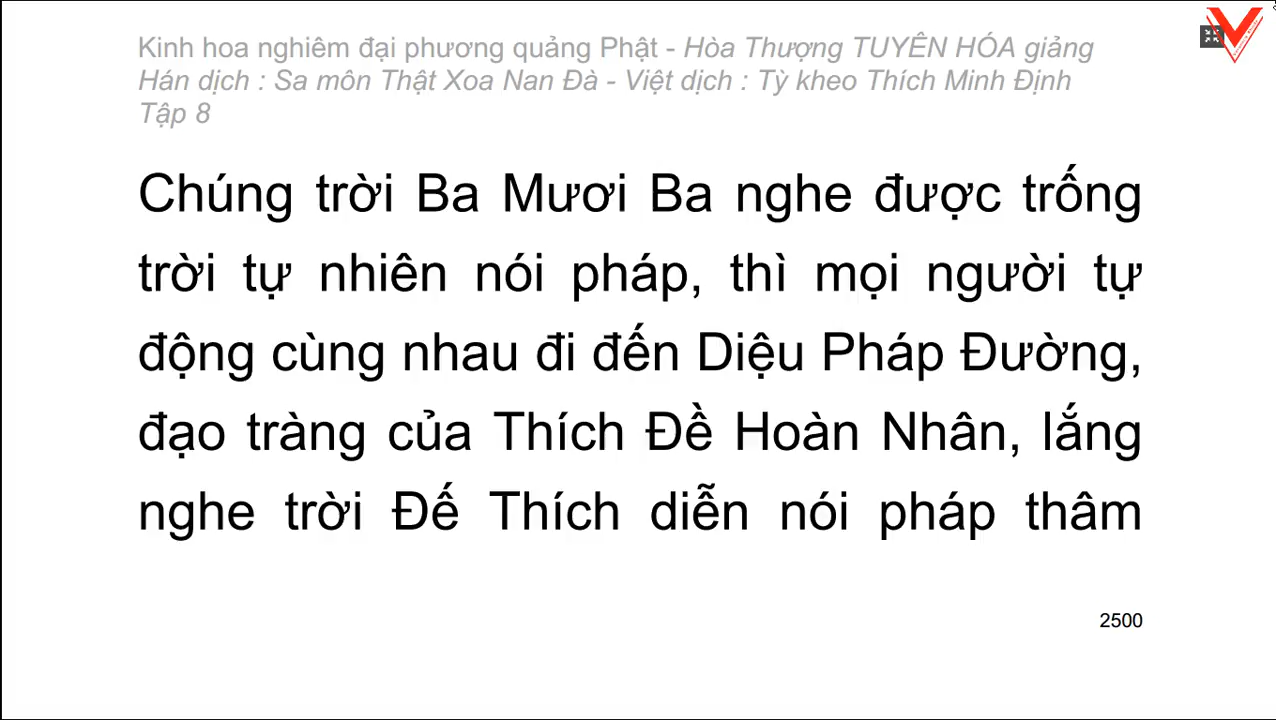 Kinh hoa nghiêm đại phương quảng Phật - Hòa Thượng TUYÊN HÓA giảng
Hán dịch : Sa môn Thật Xoa Nan Đà - Việt dịch : Tỳ kheo Thích Minh Định
Tập 8
Chúng trời Ba Mươi Ba nghe được trống
trời tự nhiên nói pháp, thì mọi người tự
động cùng nhau đi đến Diệu Pháp Đường,
đạo tràng của Thích Đề Hoàn Nhân, lắng
nghe trời Đế Thích diễn nói pháp thâm
2500